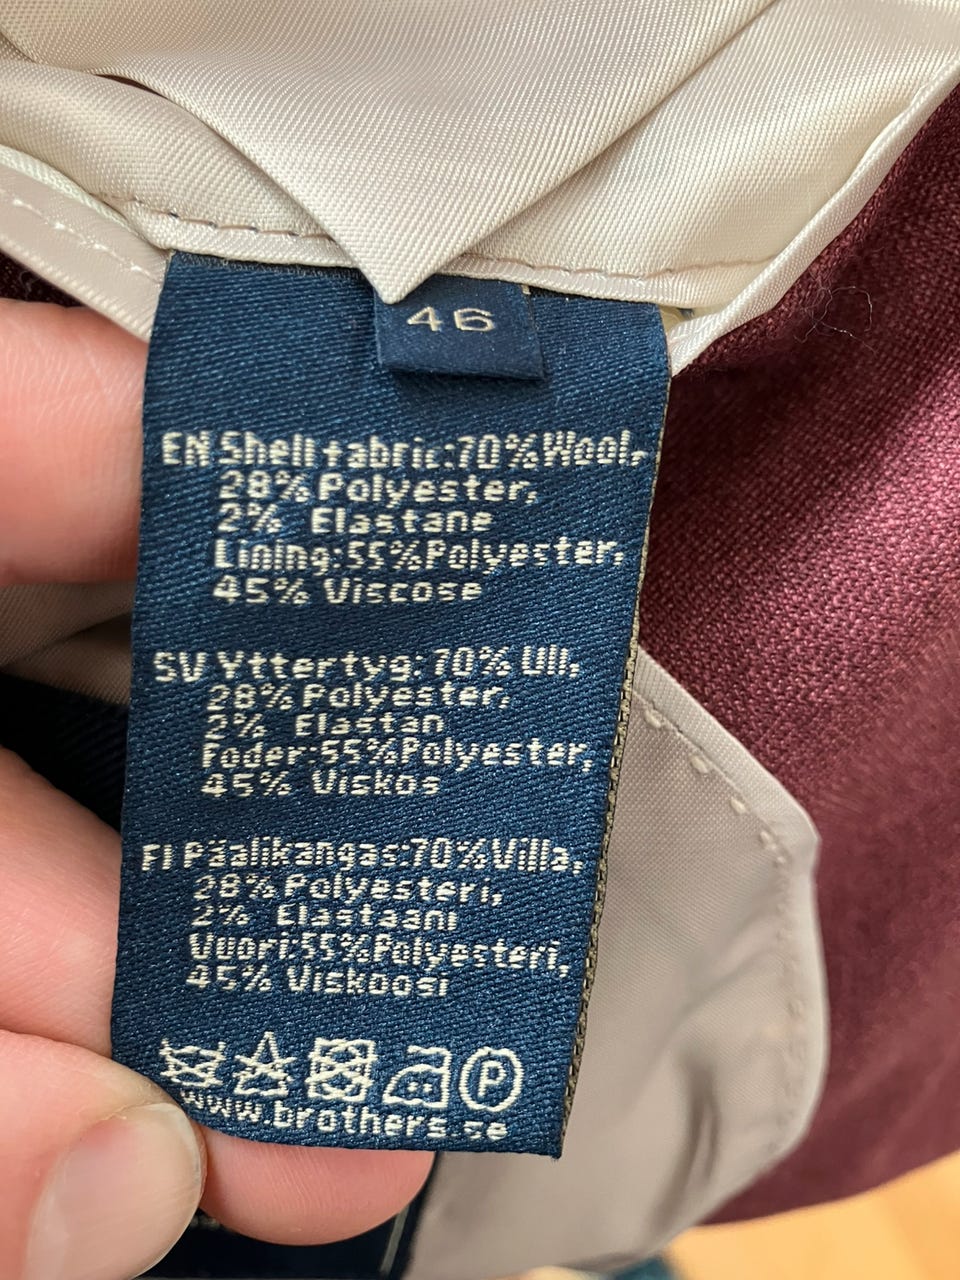 46
EN Shell fabric:70%Wool,
28% Polyester,
2% Elastane
Lining:55%Polyester,
45% Viscose
SV Yttertyg: 70% Ull,
28% Polyester,
2% Elastan
Foder:55%Polyester,
45% Viskos
FI Päälikangas:70%Villa,
28% Polyesteri,
2% Elastaani
Vuori:55%Polyesteri,
45% Viskoosi
P
www.brothers.se